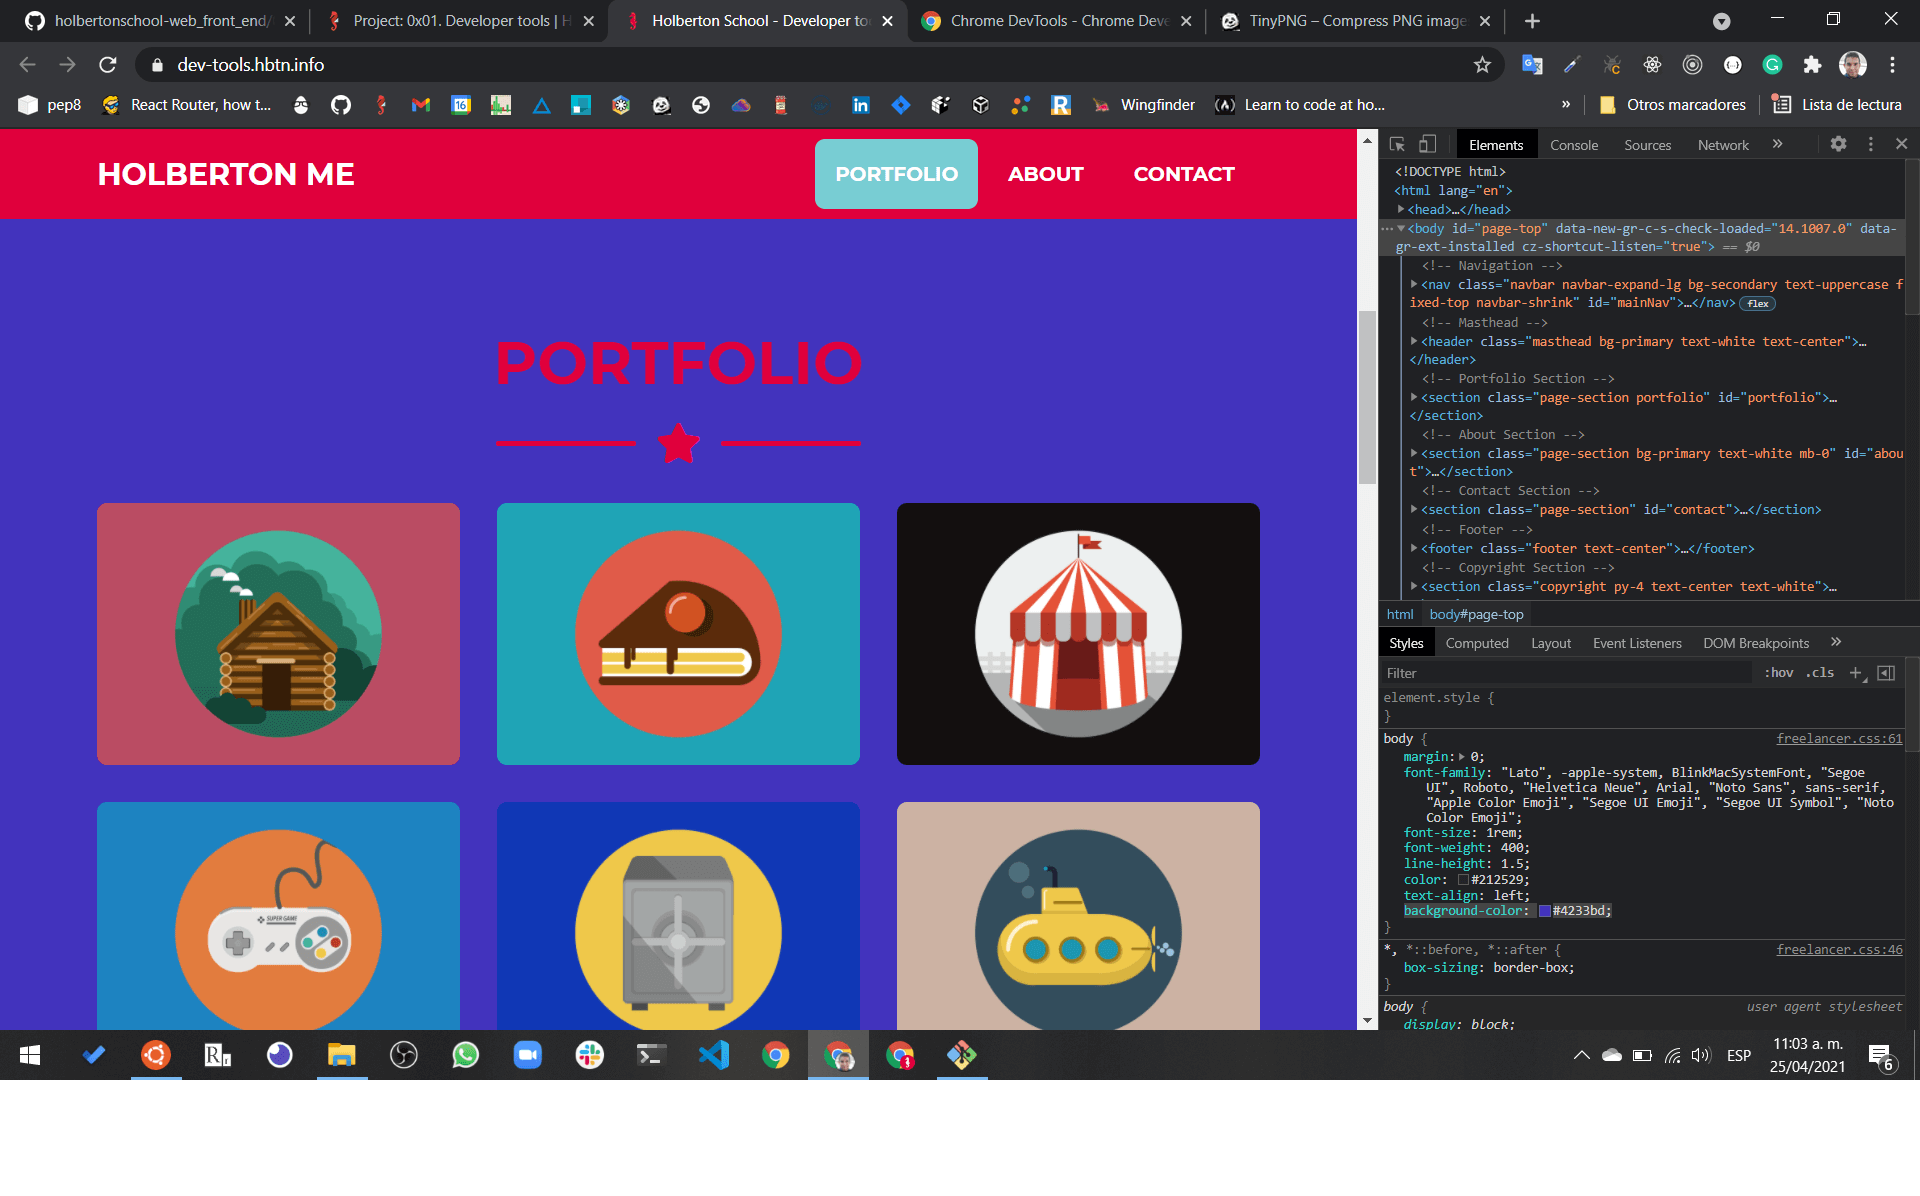 holbertonschool-web_front_end/
Project: 0x01. Developer tools | H
Holberton School - Developer too
Chrome DevTools - Chrome Deve
TinyPNG – Compress PNG image
dev-tools.hbtn.info
pep8
React Router, how t...
Wingfinder
Learn to code at ho...
»
Otros marcadores
Lista de lectura
HOLBERTON ME
PORTFOLIO
ABOUT
CONTACT
PORTFOLIO
SUPER GAME
Elements
Console
Sources
Network
»
<!DOCTYPE html>
<html lang="en">
<head>…</head>
<body id="page-top" data-new-gr-c-s-check-loaded="14.1007.0" data-
gr-ext-installed cz-shortcut-listen="true"> == $0
<!-- Navigation -->
<nav class="navbar navbar-expand-lg bg-secondary text-uppercase f
ixed-top navbar-shrink" id="mainNav">…</nav> flex
<!-- Masthead -->
<header class="masthead bg-primary text-white text-center">…
</header>
<!-- Portfolio Section -->
<section class="page-section portfolio" id="portfolio">…
</section>
<!-- About Section -->
<section class="page-section bg-primary text-white mb-0" id="abou
t">…</section>
<!-- Contact Section -->
<section class="page-section" id="contact">…</section>
<!-- Footer -->
<footer class="footer text-center">…</footer>
<!-- Copyright Section -->
<section class="copyright py-4 text-center text-white">…
html
body#page-top
Styles
Computed
Layout
Event Listeners
DOM Breakpoints
»
Filter
:hov .cls
element.style {
}
body {
freelancer.css:61
margin: 0;
font-family: "Lato", -apple-system, BlinkMacSystemFont, "Segoe
UI", Roboto, "Helvetica Neue", Arial, "Noto Sans", sans-serif,
"Apple Color Emoji", "Segoe UI Emoji", "Segoe UI Symbol", "Noto
Color Emoji";
font-size: 1rem;
font-weight: 400;
line-height: 1.5;
color: #212529;
text-align: left;
background-color: #4233bd;
}
*, *::before, *::after {
freelancer.css:46
box-sizing: border-box;
}
body {
user agent stylesheet
display: block;
ESP
11:03 a. m.
25/04/2021
6